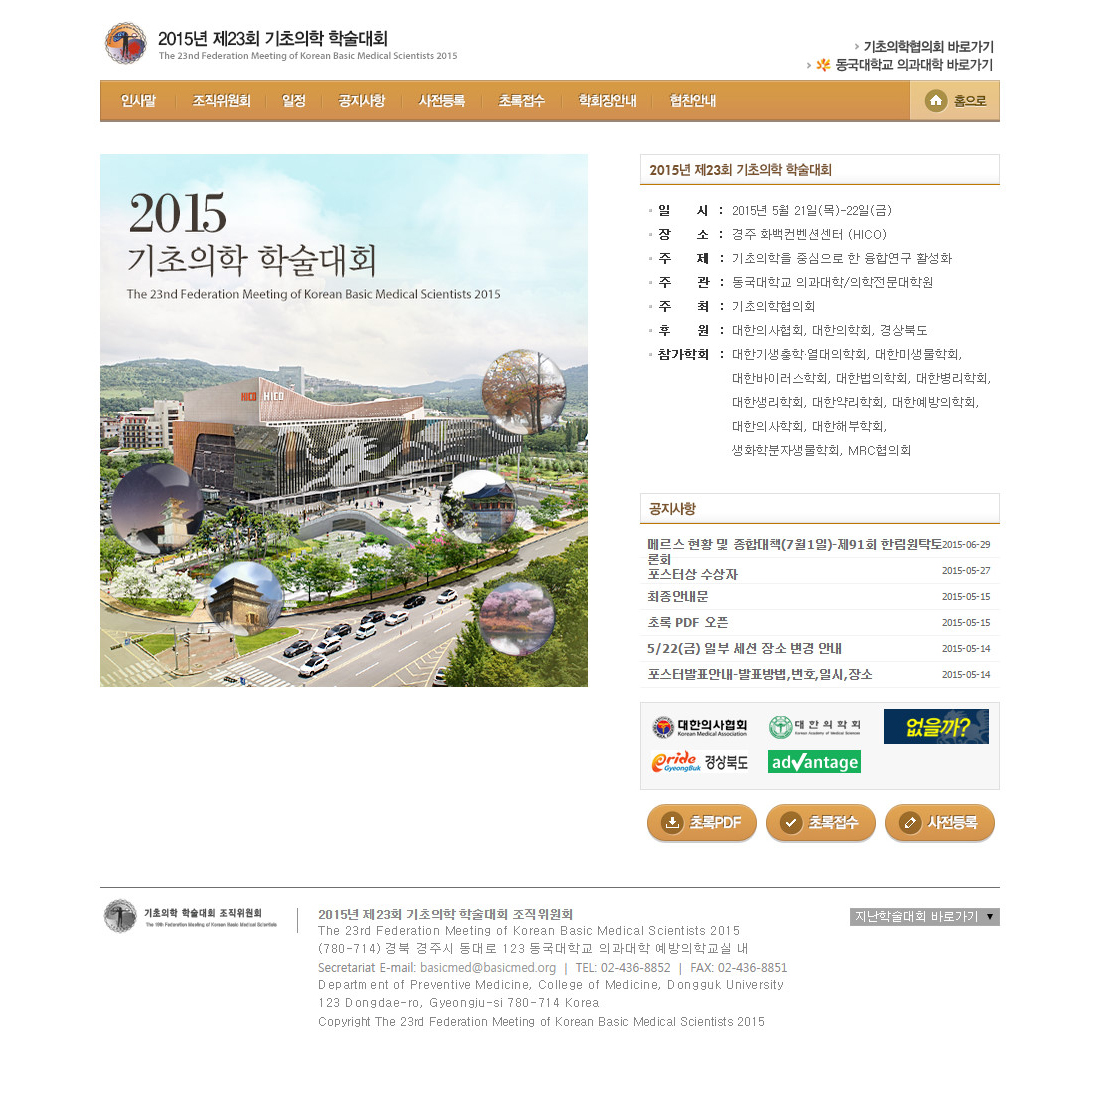 2015년 제23회 기초의학 학술대회
The 23nd Federation Meeting of Korean Basic Medical Scientists 2015
기초의학협의회 바로가기
동국대학교 의과대학 바로가기
인사말 조직위원회 일정 공지사항 사전등록 초록접수 학회장안내 협찬안내 홈으로
2015
기초의학 학술대회
The 23nd Federation Meeting of Korean Basic Medical Scientists 2015
HICO HICO
2015년 제23회 기초의학 학술대회
일 시 : 2015년 5월 21일(목)-22일(금)
장 소 : 경주 화백컨벤션센터 (HICO)
주 제 : 기초의학을 중심으로 한 융합연구 활성화
주 관 : 동국대학교 의과대학/의학전문대학원
주 최 : 기초의학협의회
후 원 : 대한의사협회, 대한의학회, 경상북도
참가학회 : 대한기생충학·열대의학회, 대한미생물학회,
대한바이러스학회, 대한법의학회, 대한병리학회,
대한생리학회, 대한약리학회, 대한예방의학회,
대한의사학회, 대한해부학회,
생화학분자생물학회, MRC협의회
공지사항
메르스 현황 및 종합대책(7월1일)-제91회 한림원탁토 2015-06-29
론회
포스터상 수상자 2015-05-27
최종안내문 2015-05-15
초록 PDF 오픈 2015-05-15
5/22(금) 일부 세션 장소 변경 안내 2015-05-14
포스터발표안내-발표방법,번호,일시,장소 2015-05-14
대한의사협회
Korean Medical Association
대한의학회
Korean Academy of Medical Sciences
없을까?
Pride
GyeongBuk 경상북도
advantage
초록PDF 초록접수 사전등록
기초의학 학술대회 조직위원회
The 19th Federation Meeting of Korean Basic Medical Scientists
2015년 제23회 기초의학 학술대회 조직위원회
The 23rd Federation Meeting of Korean Basic Medical Scientists 2015
(780-714) 경북 경주시 동대로 123 동국대학교 의과대학 예방의학교실 내
Secretariat E-mail: basicmed@basicmed.org | TEL: 02-436-8852 | FAX: 02-436-8851
Department of Preventive Medicine, College of Medicine, Dongguk University
123 Dongdae-ro, Gyeongju-si 780-714 Korea
Copyright The 23rd Federation Meeting of Korean Basic Medical Scientists 2015
지난학술대회 바로가기 ▼